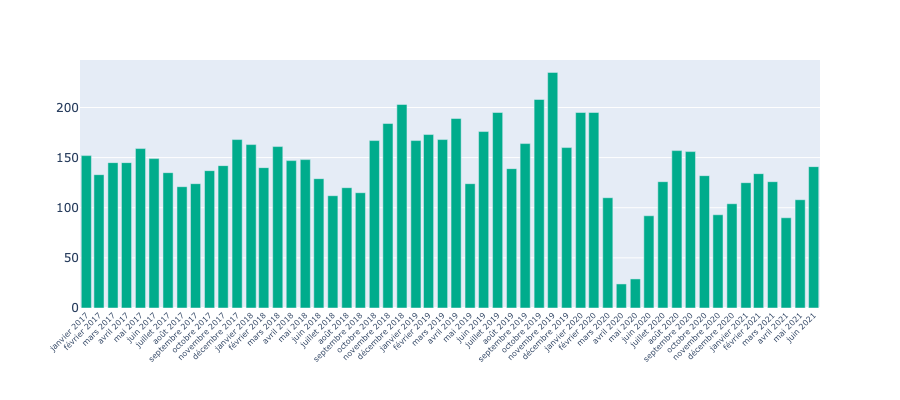 200
150
100
50
0
janvier 2017
février 2017
mars 2017
avril 2017
mai 2017
juin 2017
juillet 2017
août 2017
septembre 2017
octobre 2017
novembre 2017
décembre 2017
janvier 2018
février 2018
mars 2018
avril 2018
mai 2018
juin 2018
juillet 2018
août 2018
septembre 2018
octobre 2018
novembre 2018
décembre 2018
janvier 2019
février 2019
mars 2019
avril 2019
mai 2019
juin 2019
juillet 2019
août 2019
septembre 2019
octobre 2019
novembre 2019
décembre 2019
janvier 2020
février 2020
mars 2020
avril 2020
mai 2020
juin 2020
juillet 2020
août 2020
septembre 2020
octobre 2020
novembre 2020
décembre 2020
janvier 2021
février 2021
mars 2021
avril 2021
mai 2021
juin 2021